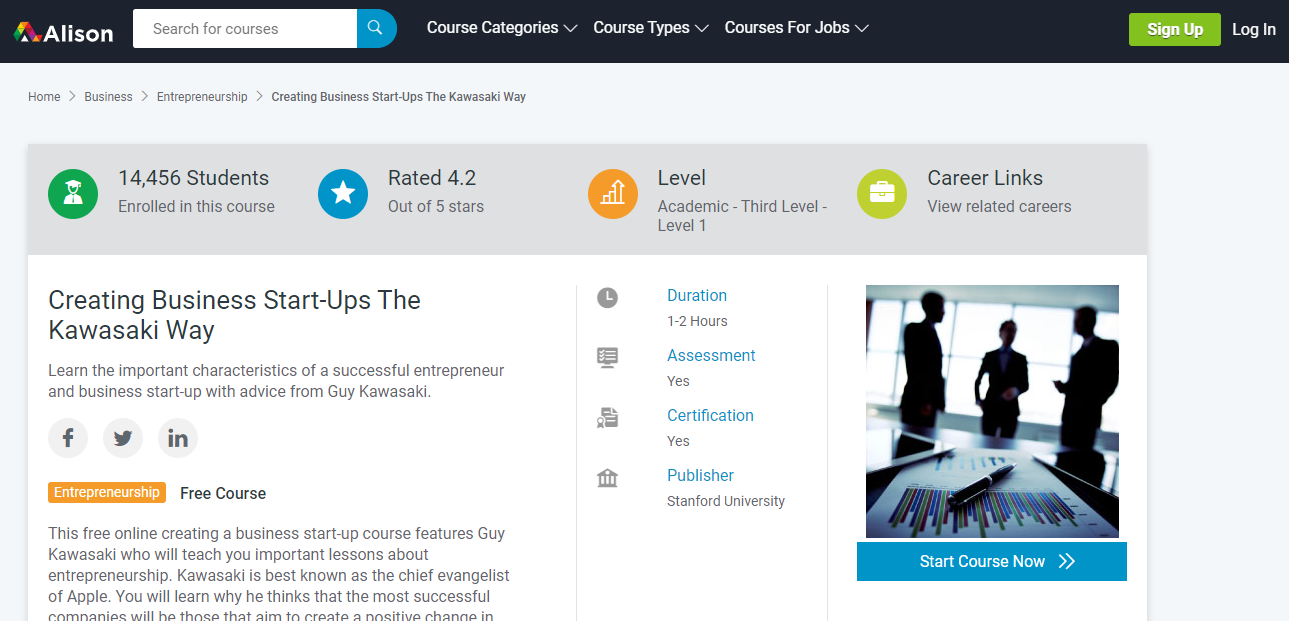 Alison
Search for courses
Course Categories
Course Types
Courses For Jobs
Sign Up
Log In
Home
Business
Entrepreneurship
Creating Business Start-Ups The Kawasaki Way
14,456 Students
Enrolled in this course
Rated 4.2
Out of 5 stars
Level
Academic - Third Level -
Level 1
Career Links
View related careers
Creating Business Start-Ups The
Kawasaki Way
Learn the important characteristics of a successful entrepreneur
and business start-up with advice from Guy Kawasaki.
Entrepreneurship
Free Course
This free online creating a business start-up course features Guy
Kawasaki who will teach you important lessons about
entrepreneurship. Kawasaki is best known as the chief evangelist
of Apple. You will learn why he thinks that the most successful
companies will be those that aim to create a positive change in
Duration
1-2 Hours
Assessment
Yes
Certification
Yes
Publisher
Stanford University
Start Course Now